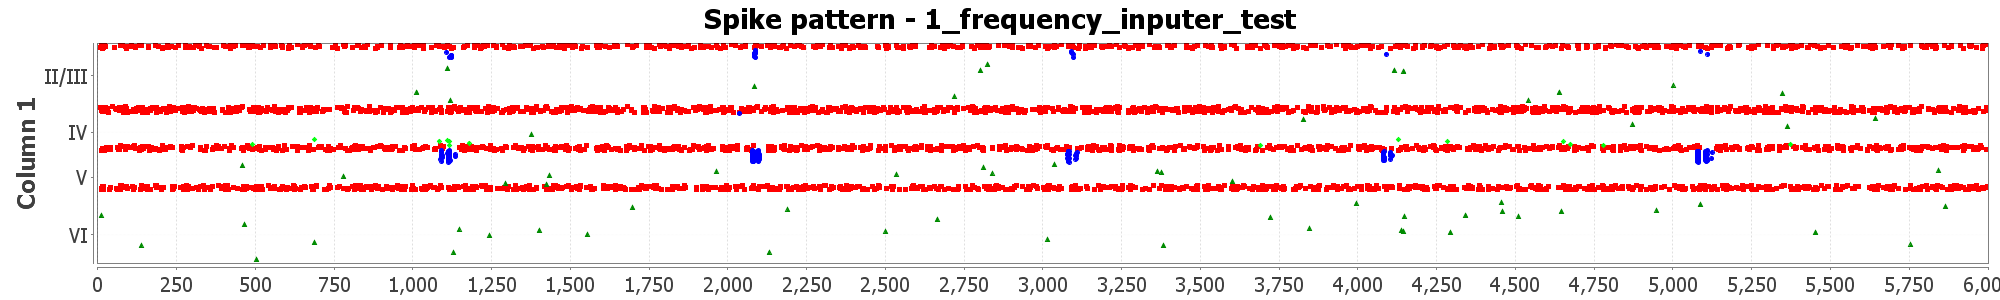 Spike pattern - 1_frequency_inputer_test
Column 1
II/III
IV
V
VI
0 250 500 750 1,000 1,250 1,500 1,750 2,000 2,250 2,500 2,750 3,000 3,250 3,500 3,750 4,000 4,250 4,500 4,750 5,000 5,250 5,500 5,750 6,00